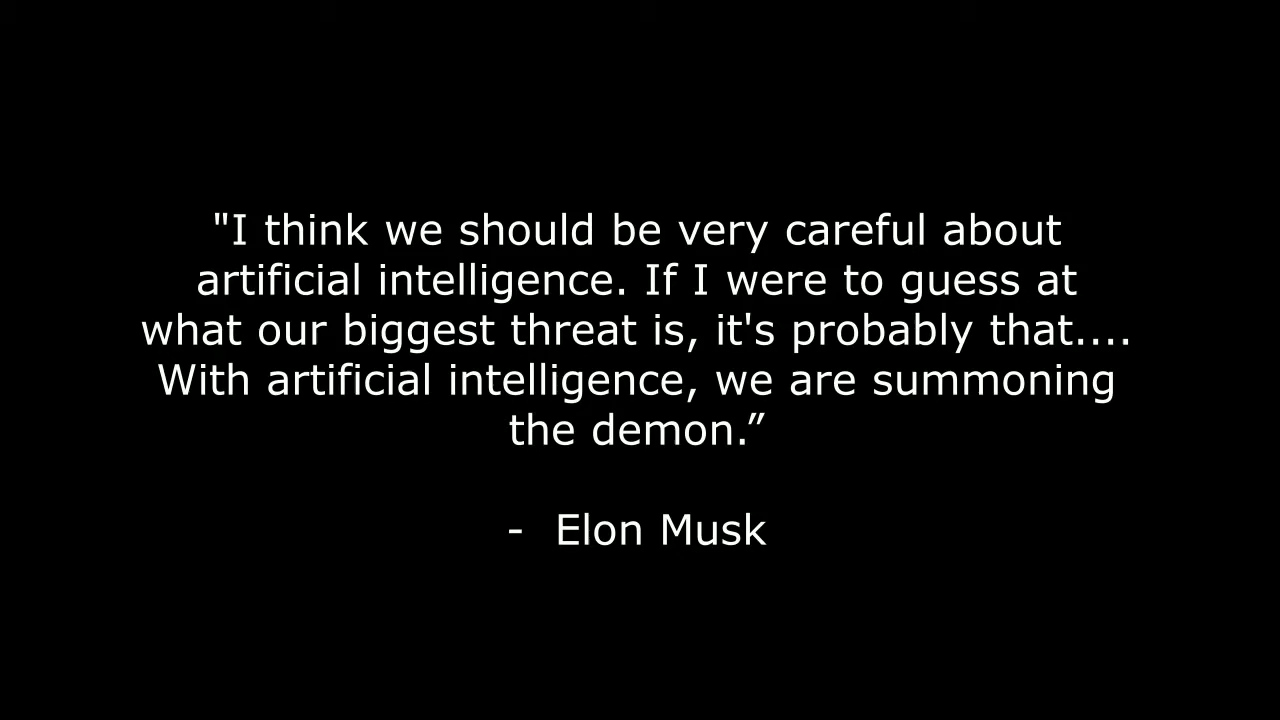 "I think we should be very careful about
artificial intelligence. If I were to guess at
what our biggest threat is, it's probably that....
With artificial intelligence, we are summoning
the demon.”
-  Elon Musk